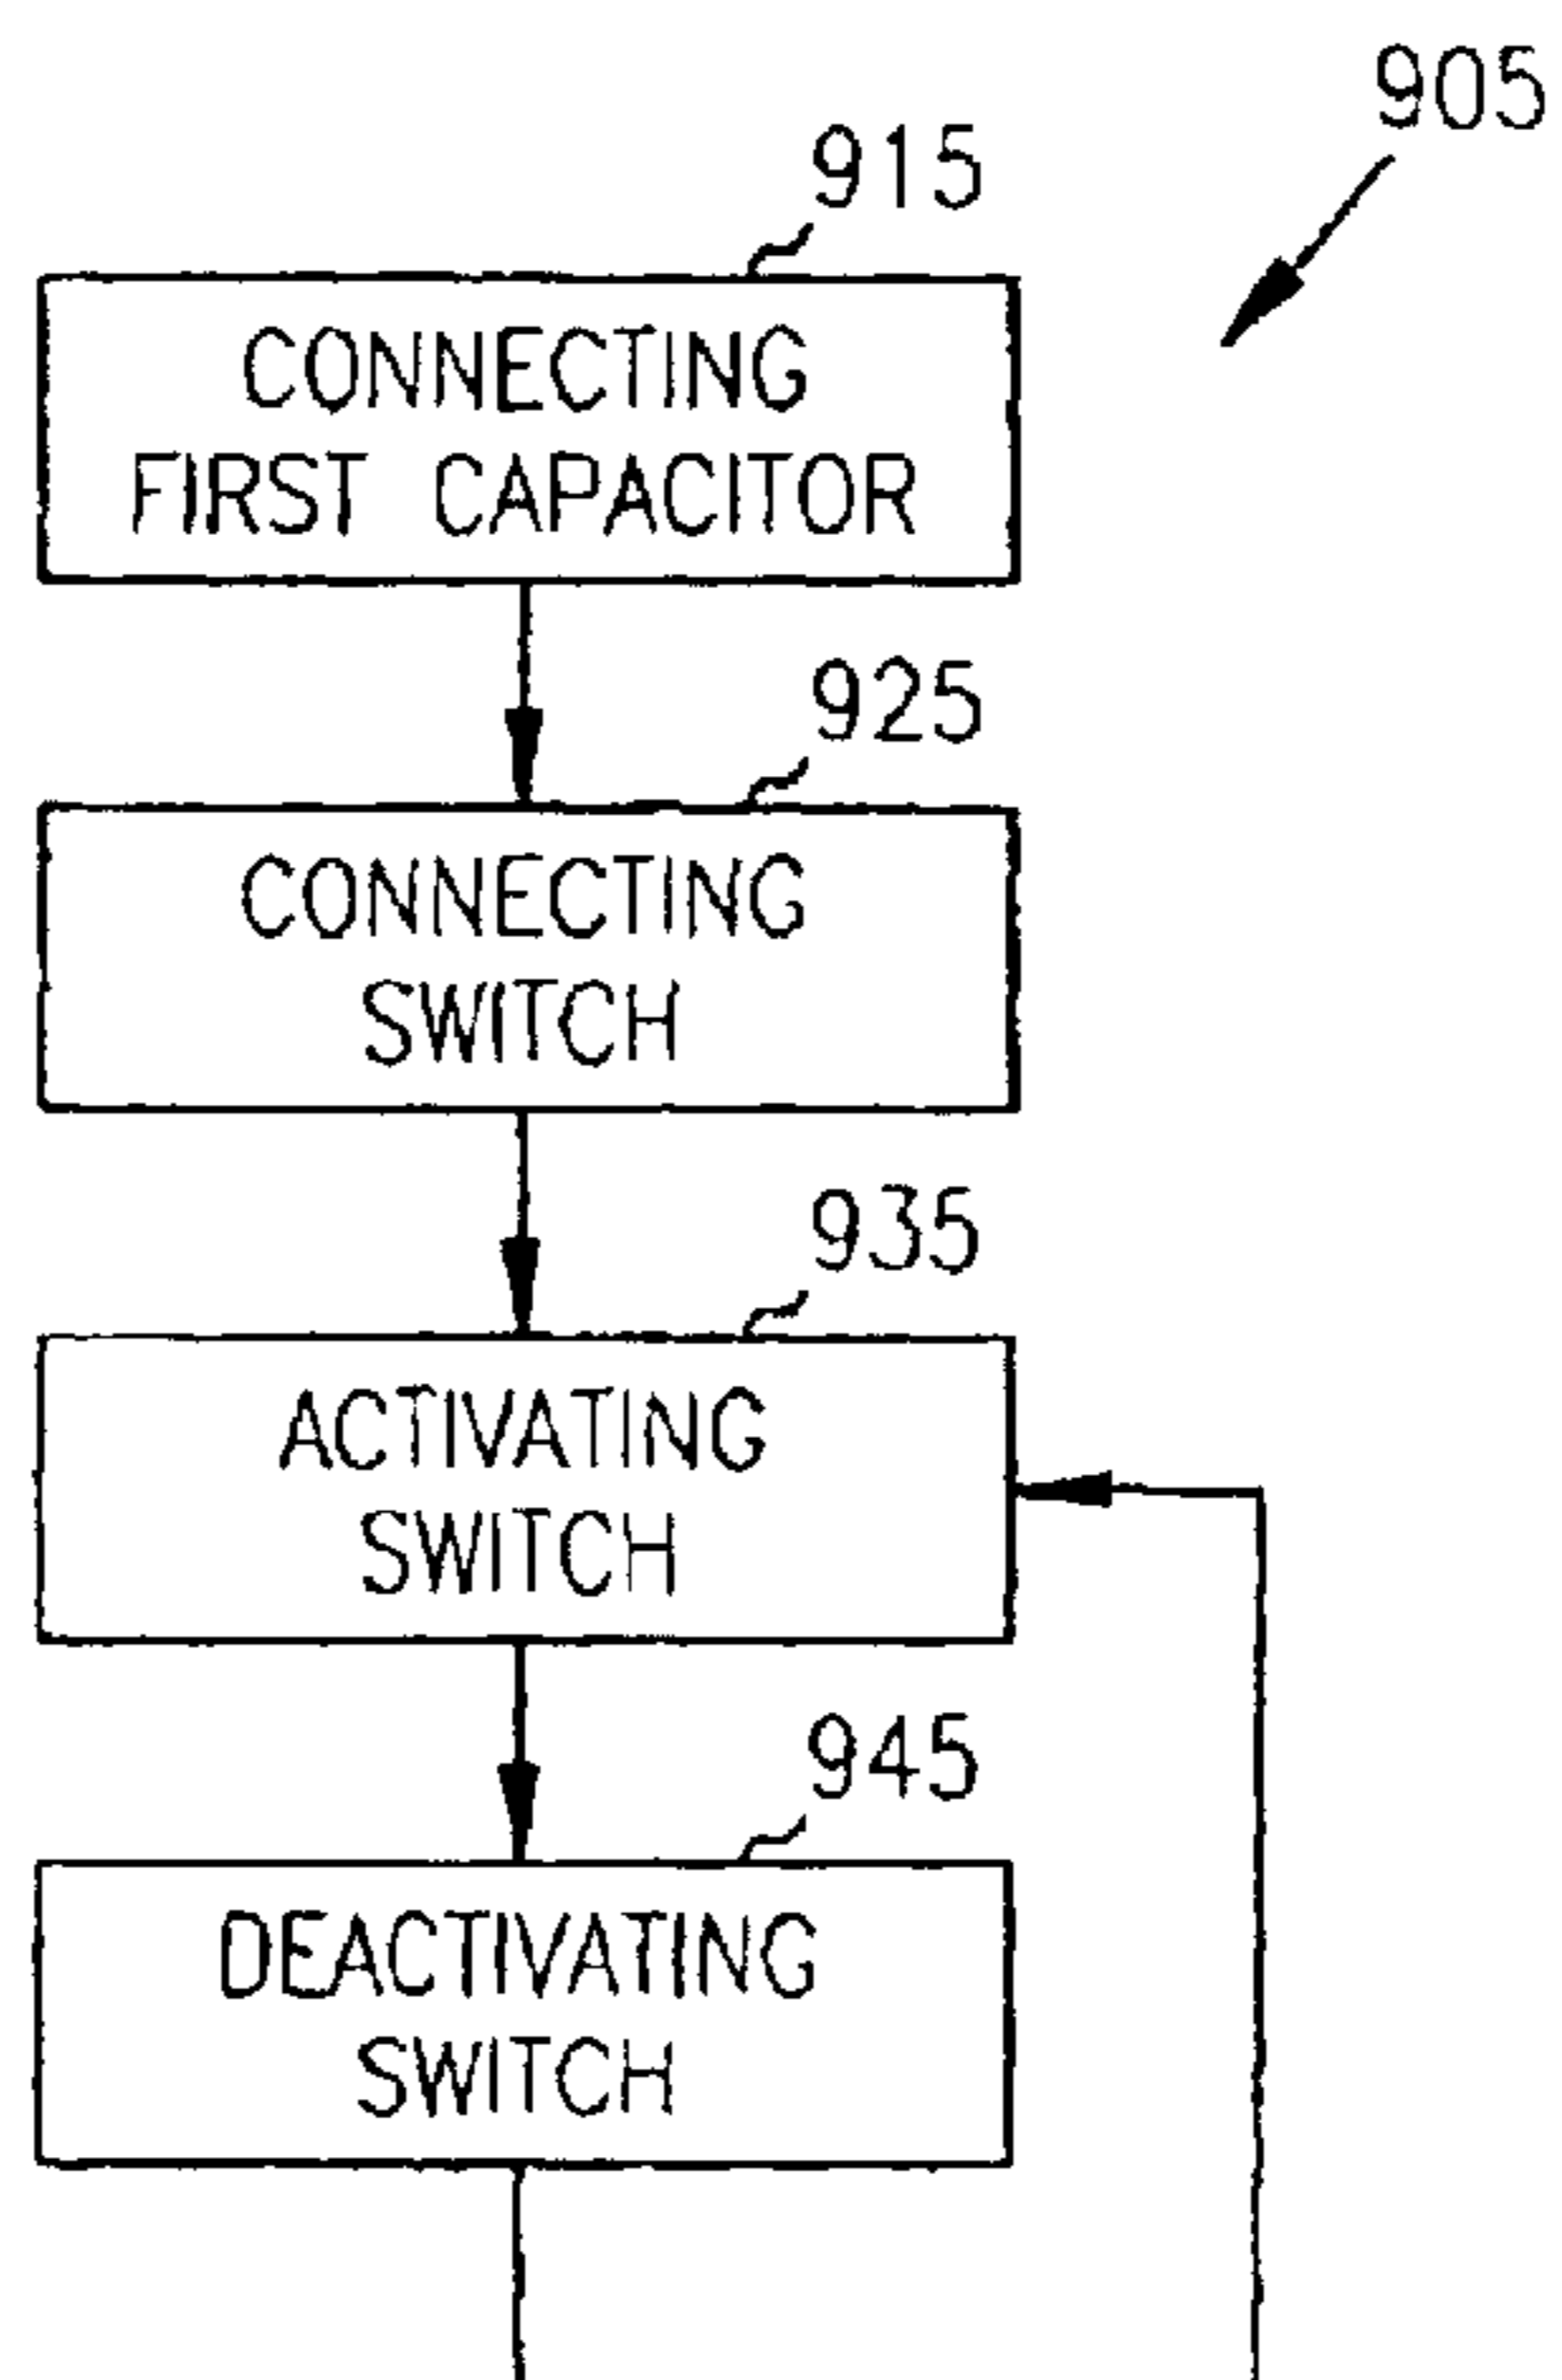 905
915
CONNECTING
FIRST CAPACITOR
925
CONNECTING
SWITCH
935
ACTIVATING
SWITCH
945
DEACTIVATING
SWITCH